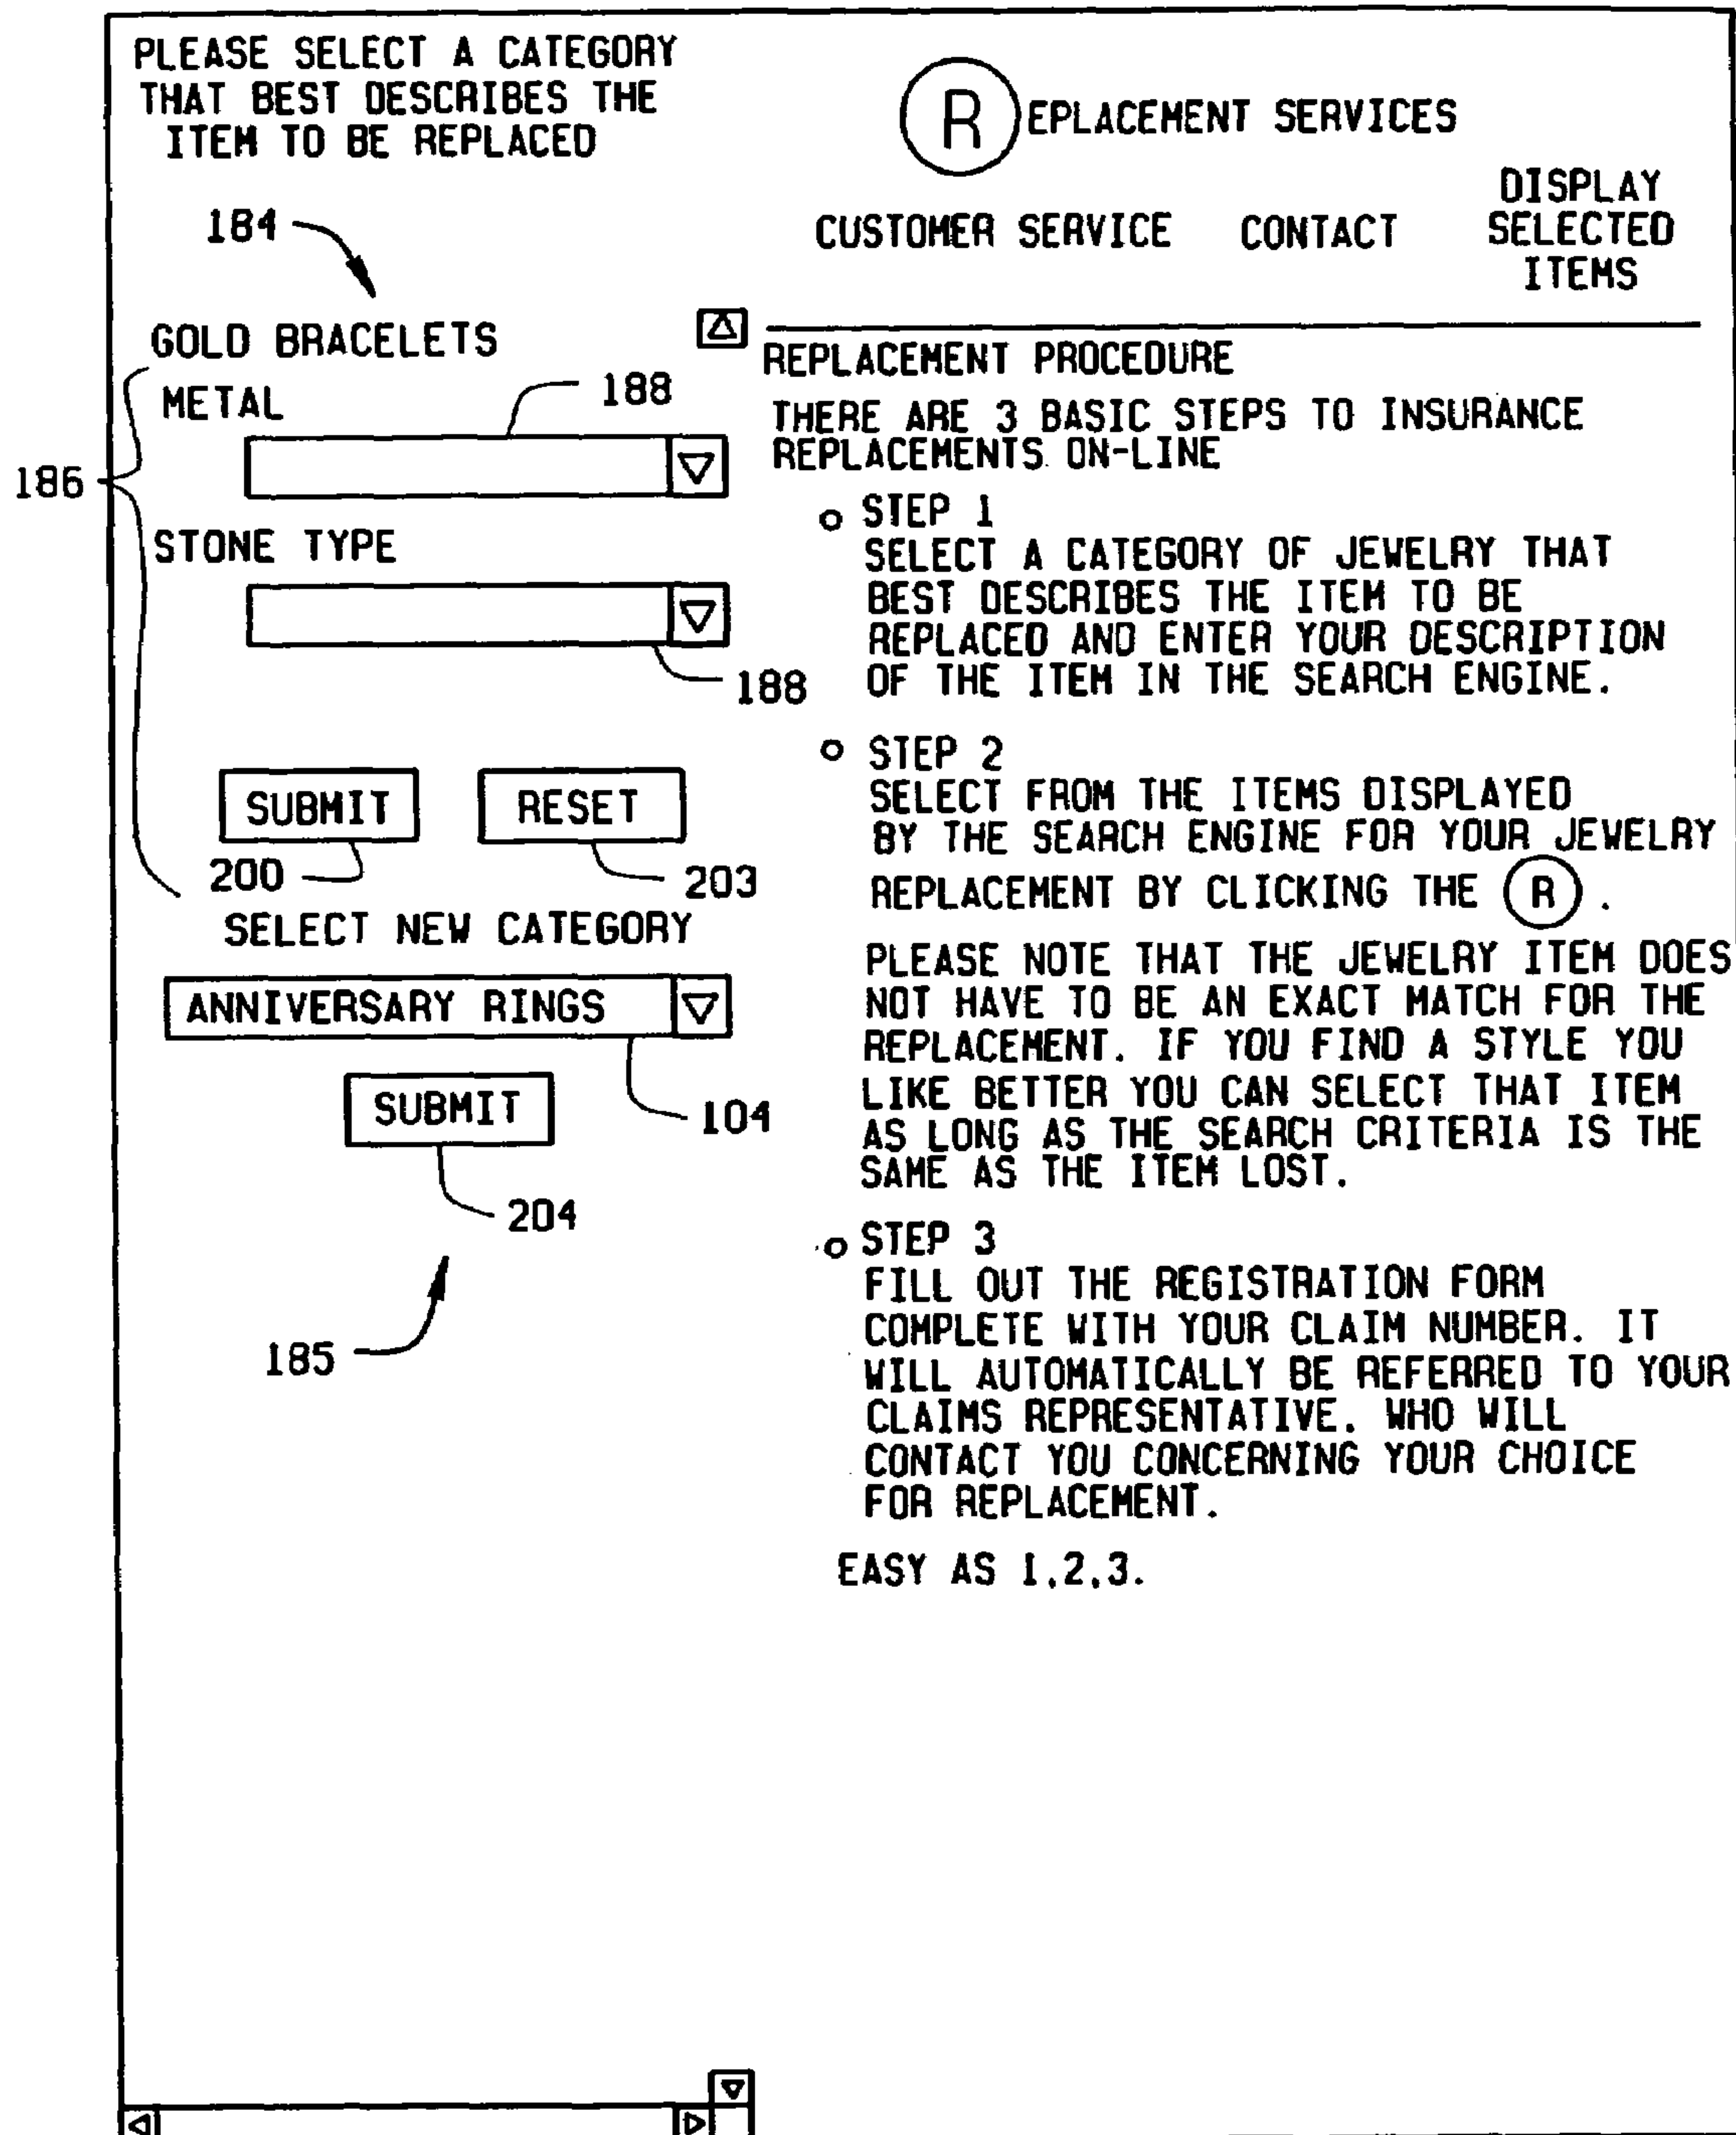 PLEASE SELECT A CATEGORY
THAT BEST DESCRIBES THE
ITEM TO BE REPLACED
184
GOLD BRACELETS
METAL
188
186
STONE TYPE
188
SUBMIT
RESET
200
203
SELECT NEW CATEGORY
ANNIVERSARY RINGS
104
SUBMIT
204
185
REPLACEMENT SERVICES
CUSTOMER SERVICE
CONTACT
DISPLAY
SELECTED
ITEMS
REPLACEMENT PROCEDURE
THERE ARE 3 BASIC STEPS TO INSURANCE
REPLACEMENTS ON-LINE
o STEP 1
SELECT A CATEGORY OF JEWELRY THAT
BEST DESCRIBES THE ITEM TO BE
REPLACED AND ENTER YOUR DESCRIPTION
OF THE ITEM IN THE SEARCH ENGINE.
o STEP 2
SELECT FROM THE ITEMS DISPLAYED
BY THE SEARCH ENGINE FOR YOUR JEWELRY
REPLACEMENT BY CLICKING THE R.
PLEASE NOTE THAT THE JEWELRY ITEM DOES
NOT HAVE TO BE AN EXACT MATCH FOR THE
REPLACEMENT. IF YOU FIND A STYLE YOU
LIKE BETTER YOU CAN SELECT THAT ITEM
AS LONG AS THE SEARCH CRITERIA IS THE
SAME AS THE ITEM LOST.
o STEP 3
FILL OUT THE REGISTRATION FORM
COMPLETE WITH YOUR CLAIM NUMBER. IT
WILL AUTOMATICALLY BE REFERRED TO YOUR
CLAIMS REPRESENTATIVE. WHO WILL
CONTACT YOU CONCERNING YOUR CHOICE
FOR REPLACEMENT.
EASY AS 1,2,3.